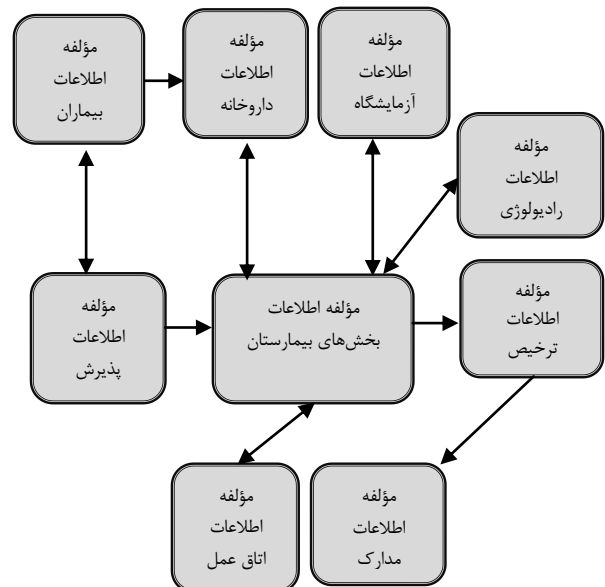 مؤلفه
اطلاعات
بیماران
مؤلفه
اطلاعات
داروخانه
مؤلفه
اطلاعات
آزمایشگاه
مؤلفه
اطلاعات
رادیولوژی
مؤلفه
اطلاعات
پذیرش
مؤلفه اطلاعات
بخش‌های بیمارستان
مؤلفه
اطلاعات
ترخیص
مؤلفه
اطلاعات
اتاق عمل
مؤلفه
اطلاعات
مدارک